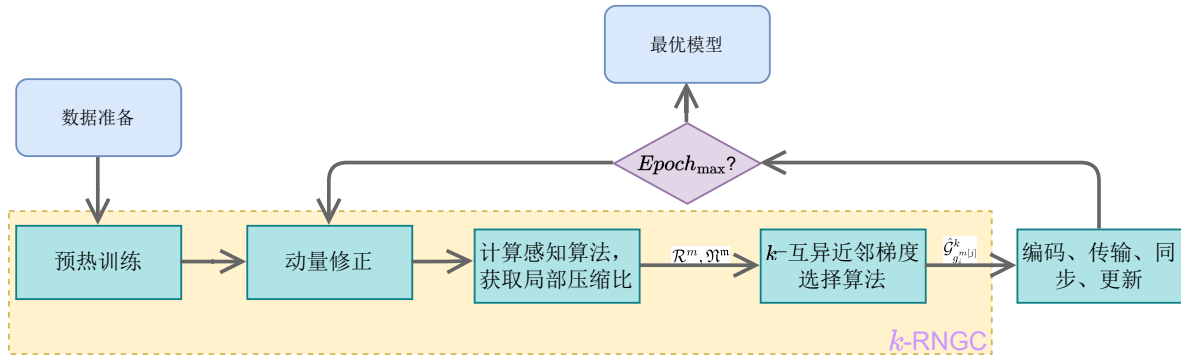 最优模型
数据准备
Epoch_max?
预热训练
动量修正
计算感知算法，
获取局部压缩比
ℛ^m, 𝔑^m
k-互异近邻梯度
选择算法
Ĝ^k_{g_i^{m[j]}}
编码、传输、同
步、更新
k-RNGC